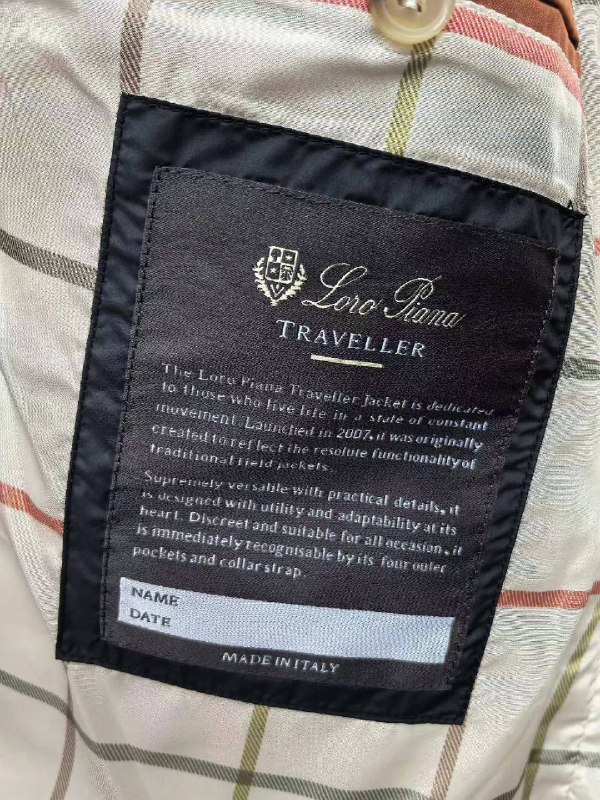 Loro Piana
TRAVELLER
The Loro Piana Traveller Jacket is dedicated
to those who live life in a state of constant
movement. Launched in 2007, it was originally
created to reflect the resolute functionality of
traditional field jackets.
Supremely versatile with practical details, it
is designed with utility and adaptability at its
heart. Discreet and suitable for all occasion, it
is immediately recognisable by its four outer
pockets and collar strap.
NAME
DATE
MADE IN ITALY